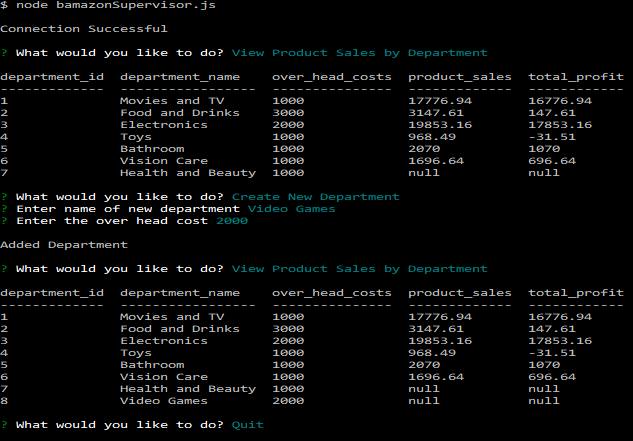 $ node bamazonSupervisor.js
Connection Successful
? What would you like to do? View Product Sales by Department
department_id  department_name  over_head_costs  product_sales  total_profit
-------------  -----------------  ---------------  -------------  ------------
1              Movies and TV      1000             17776.94       16776.94
2              Food and Drinks    3000             3147.61        147.61
3              Electronics        2000             19853.16       17853.16
4              Toys               1000             968.49         -31.51
5              Bathroom           1000             2070           1070
6              Vision Care        1000             1696.64        696.64
7              Health and Beauty  1000             null           null
? What would you like to do? Create New Department
? Enter name of new department Video Games
? Enter the over head cost 2000
Added Department
? What would you like to do? View Product Sales by Department
department_id  department_name  over_head_costs  product_sales  total_profit
-------------  -----------------  ---------------  -------------  ------------
1              Movies and TV      1000             17776.94       16776.94
2              Food and Drinks    3000             3147.61        147.61
3              Electronics        2000             19853.16       17853.16
4              Toys               1000             968.49         -31.51
5              Bathroom           1000             2070           1070
6              Vision Care        1000             1696.64        696.64
7              Health and Beauty  1000             null           null
8              Video Games        2000             null           null
? What would you like to do? Quit